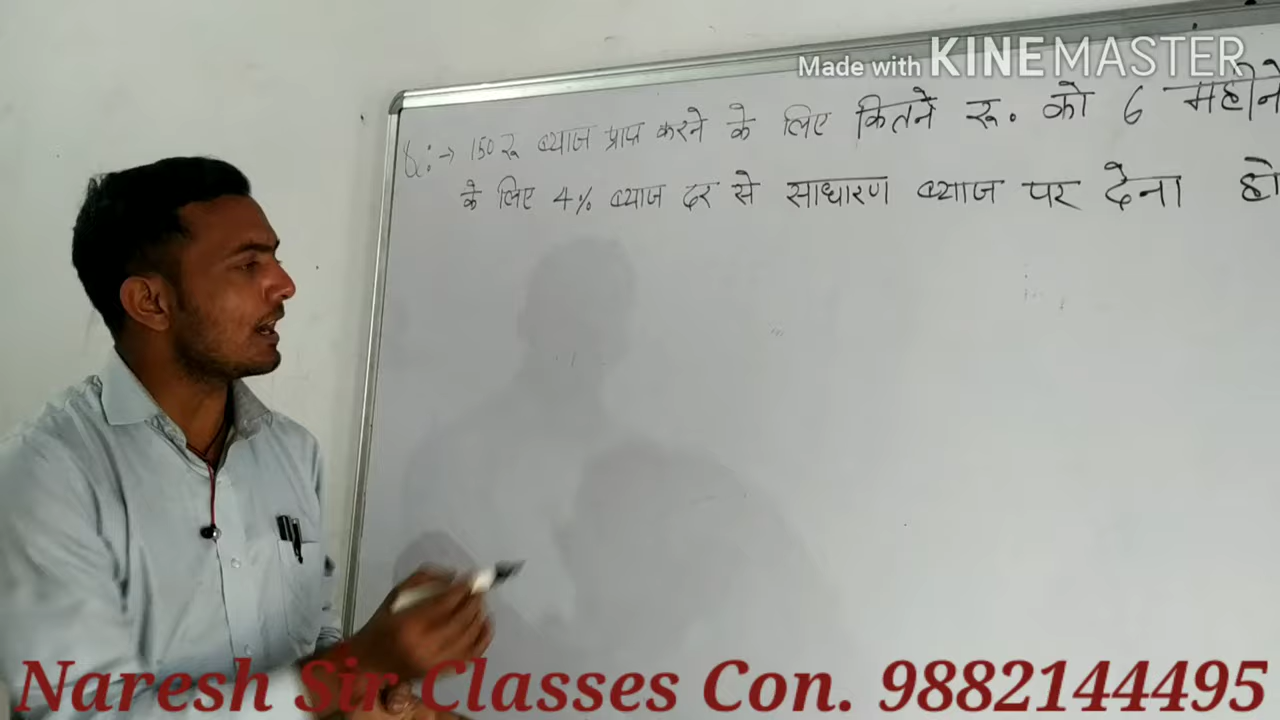 Made with KINEMASTER
Q:→ 150 रू ब्याज प्राप्त करने के लिए कितने रू. को 6 महीने
के लिए 4% ब्याज दर से साधारण ब्याज पर देना हो
Naresh Sir Classes Con. 9882144495